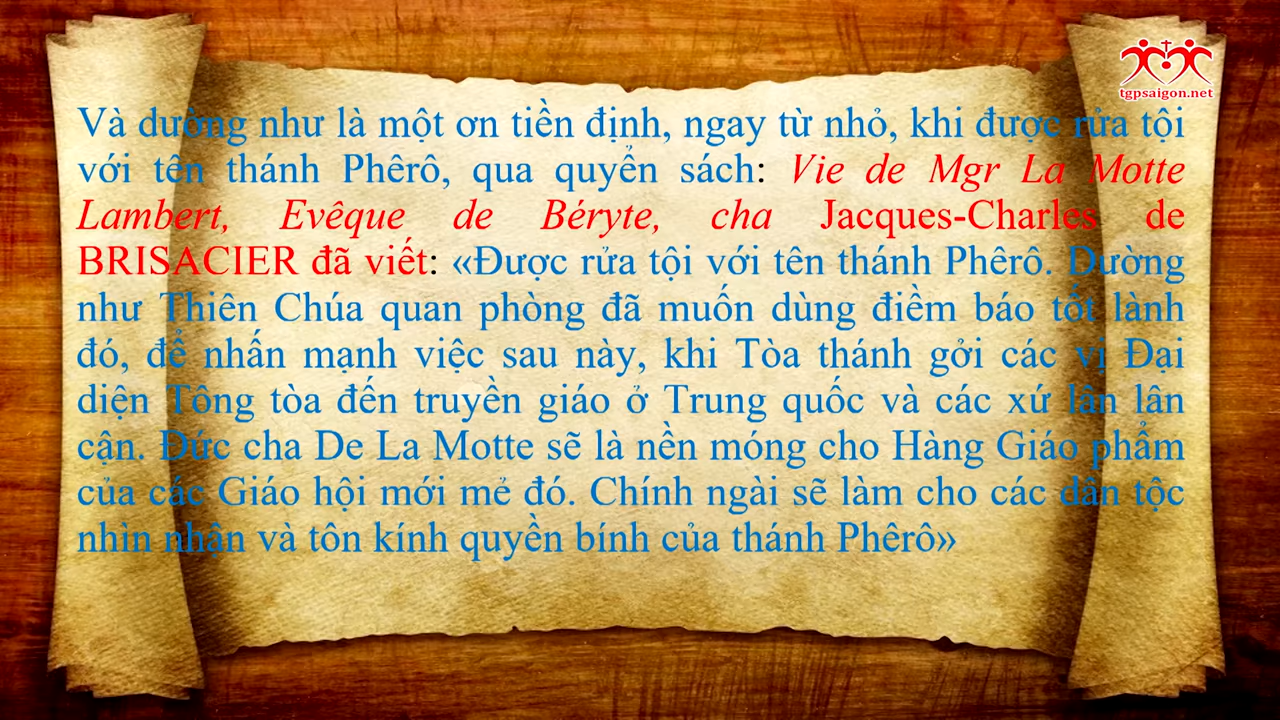 tgpsaigon.net
Và dường như là một ơn tiền định, ngay từ nhỏ, khi được rửa tội
với tên thánh Phêrô, qua quyển sách: Vie de Mgr La Motte
Lambert, Evêque de Béryte, cha Jacques-Charles de
BRISACIER đã viết: «Được rửa tội với tên thánh Phêrô. Dường
như Thiên Chúa quan phòng đã muốn dùng điềm báo tốt lành
đó, để nhấn mạnh việc sau này, khi Tòa thánh gởi các vị Đại
diện Tông tòa đến truyền giáo ở Trung quốc và các xứ lân lân
cận. Đức cha De La Motte sẽ là nền móng cho Hàng Giáo phẩm
của các Giáo hội mới mẻ đó. Chính ngài sẽ làm cho các dân tộc
nhìn nhận và tôn kính quyền bính của thánh Phêrô»